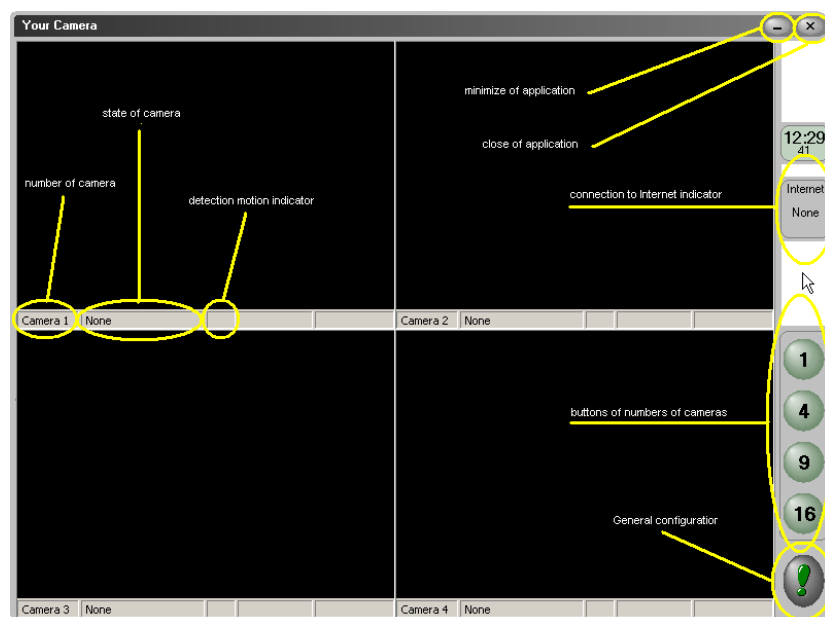 Your Camera
minimize of application
state of camera
close of application
12:29
41
number of camera
detection motion indicator
connection to Internet indicator
Internet
None
Camera 1 None
Camera 2 None
1
buttons of numbers of cameras
4
9
16
General configuratior
Camera 3 None
Camera 4 None